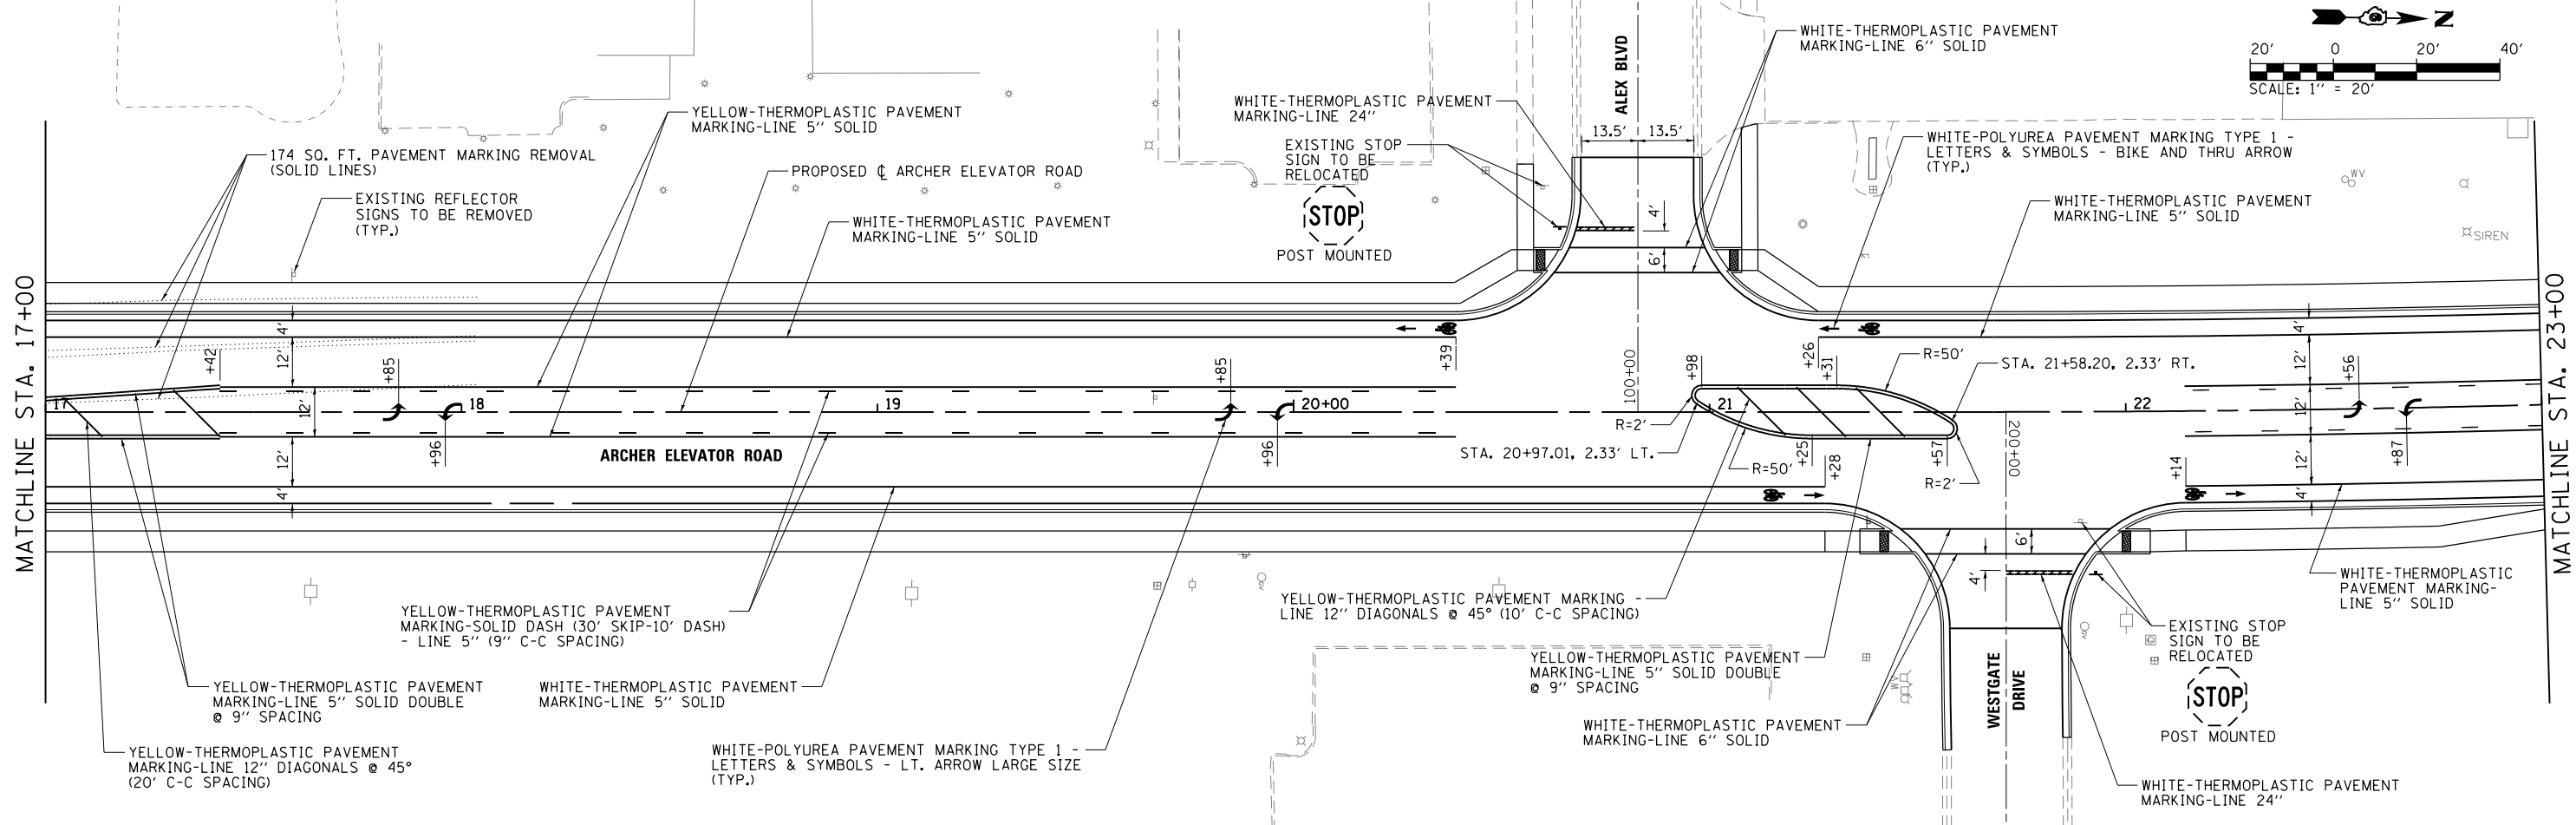 N
20' 0 20' 40'
SCALE: 1" = 20'
ALEX BLVD
WHITE-THERMOPLASTIC PAVEMENT
MARKING-LINE 6" SOLID
YELLOW-THERMOPLASTIC PAVEMENT
MARKING-LINE 5" SOLID
WHITE-THERMOPLASTIC PAVEMENT
MARKING-LINE 24"
13.5' 13.5'
EXISTING STOP
SIGN TO BE
RELOCATED
STOP
POST MOUNTED
WHITE-POLYUREA PAVEMENT MARKING TYPE 1 -
LETTERS & SYMBOLS - BIKE AND THRU ARROW
(TYP.)
174 SQ. FT. PAVEMENT MARKING REMOVAL
(SOLID LINES)
PROPOSED ℄ ARCHER ELEVATOR ROAD
EXISTING REFLECTOR
SIGNS TO BE REMOVED
(TYP.)
WHITE-THERMOPLASTIC PAVEMENT
MARKING-LINE 5" SOLID
WHITE-THERMOPLASTIC PAVEMENT
MARKING-LINE 5" SOLID
WV
SIREN
4'
6'
MATCHLINE STA. 17+00
MATCHLINE STA. 23+00
4'
12'
12'
12'
4'
+42
+85
+96
+85
+96
+39
100+00
+98
+26
+31
R=50'
STA. 21+58.20, 2.33' RT.
4'
12'
12'
12'
4'
+56
+87
17
18
19
20+00
21
22
R=2'
STA. 20+97.01, 2.33' LT.
R=50'
+25
+28
+57
R=2'
200+00
+14
ARCHER ELEVATOR ROAD
6'
4'
YELLOW-THERMOPLASTIC PAVEMENT
MARKING-SOLID DASH (30' SKIP-10' DASH)
- LINE 5" (9" C-C SPACING)
YELLOW-THERMOPLASTIC PAVEMENT MARKING -
LINE 12" DIAGONALS @ 45° (10' C-C SPACING)
WHITE-THERMOPLASTIC
PAVEMENT MARKING-
LINE 5" SOLID
EXISTING STOP
SIGN TO BE
RELOCATED
STOP
POST MOUNTED
YELLOW-THERMOPLASTIC PAVEMENT
MARKING-LINE 5" SOLID DOUBLE
@ 9" SPACING
WHITE-THERMOPLASTIC PAVEMENT
MARKING-LINE 5" SOLID
YELLOW-THERMOPLASTIC PAVEMENT
MARKING-LINE 5" SOLID DOUBLE
@ 9" SPACING
WV
WESTGATE
DRIVE
WHITE-THERMOPLASTIC PAVEMENT
MARKING-LINE 6" SOLID
YELLOW-THERMOPLASTIC PAVEMENT
MARKING-LINE 12" DIAGONALS @ 45°
(20' C-C SPACING)
WHITE-POLYUREA PAVEMENT MARKING TYPE 1 -
LETTERS & SYMBOLS - LT. ARROW LARGE SIZE
(TYP.)
WHITE-THERMOPLASTIC PAVEMENT
MARKING-LINE 24"